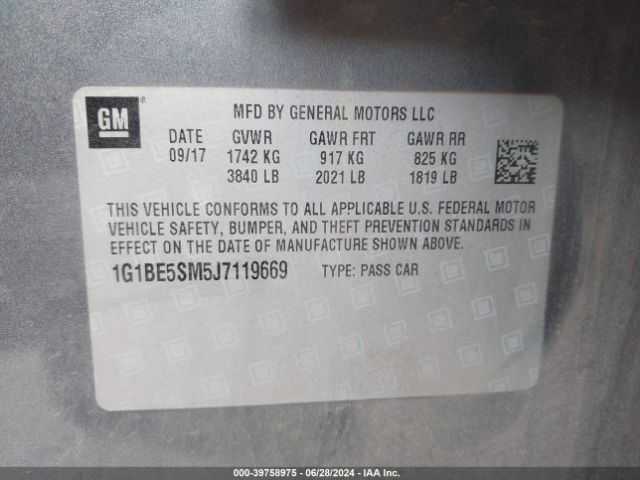 GM ®
MFD BY GENERAL MOTORS LLC
DATE GVWR GAWR FRT GAWR RR
09/17 1742 KG 917 KG 825 KG
3840 LB 2021 LB 1819 LB
THIS VEHICLE CONFORMS TO ALL APPLICABLE U.S. FEDERAL MOTOR
VEHICLE SAFETY, BUMPER, AND THEFT PREVENTION STANDARDS IN
EFFECT ON THE DATE OF MANUFACTURE SHOWN ABOVE.
1G1BE5SM5J7119669 TYPE: PASS CAR
000-39758975 - 06/28/2024 - IAA Inc.